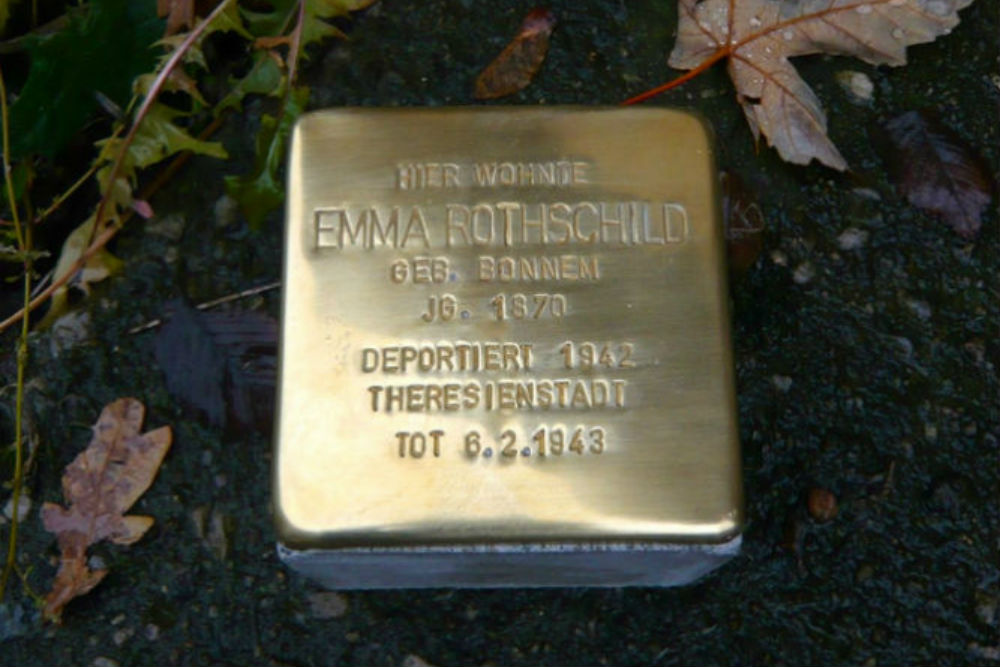 HIER WOHNTE
EMMA ROTHSCHILD
GEB. BONNEM
JG. 1870
DEPORTIERT 1942
THERESIENSTADT
TOT 6.2.1943